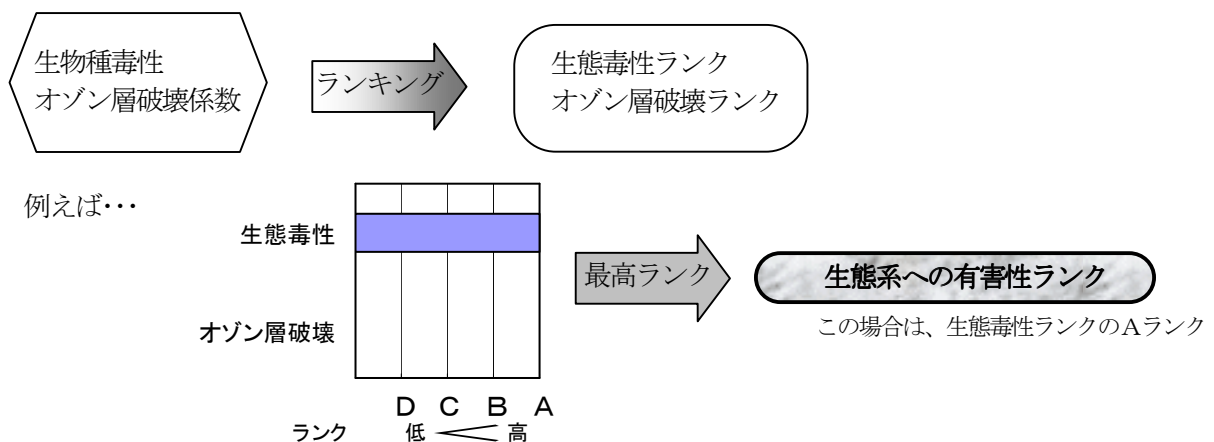 生物種毒性
オゾン層破壊係数
ランキング
生態毒性ランク
オゾン層破壊ランク
例えば・・・
生態毒性
オゾン層破壊
D C B A
ランク 低 高
最高ランク
生態系への有害性ランク
この場合は、生態毒性ランクのAランク